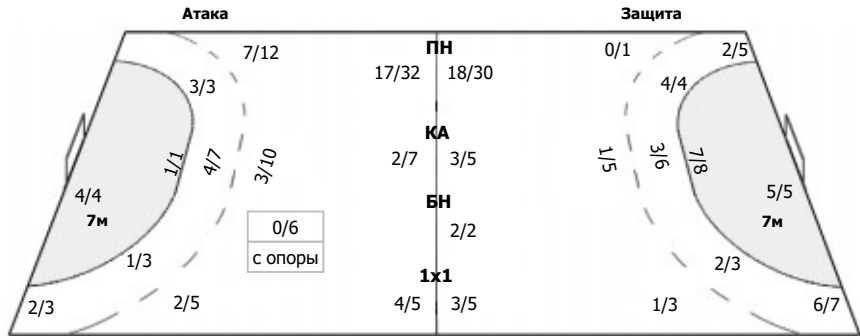 Атака Защита
7/12 ПН 0/1 2/5
17/32 18/30
3/3 4/4
КА
1/1 4/7 3/10 2/7 3/5 1/5 3/6 7/8
4/4 5/5
7м БН 7м
0/6 2/2
с опоры
1/3 2/3
1x1
2/3 2/5 4/5 3/5 1/3 6/7